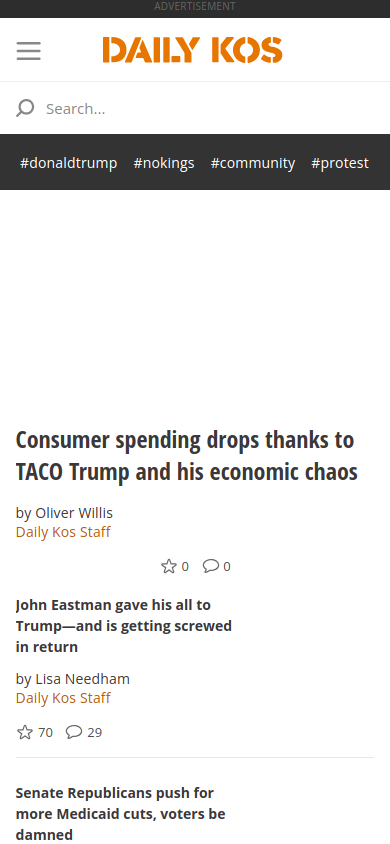 ADVERTISEMENT
DAILY KOS
Search...
#donaldtrump #nokings #community #protest
Consumer spending drops thanks to
TACO Trump and his economic chaos
by Oliver Willis
Daily Kos Staff
0 0
John Eastman gave his all to
Trump—and is getting screwed
in return
by Lisa Needham
Daily Kos Staff
70 29
Senate Republicans push for
more Medicaid cuts, voters be
damned